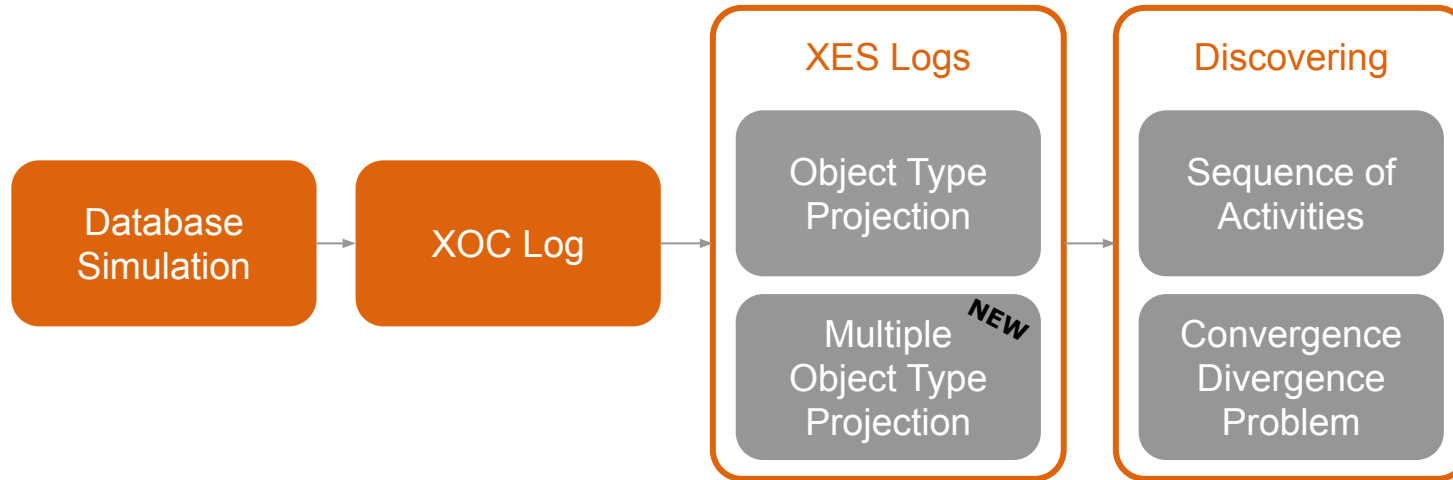 Database
Simulation
XOC Log
XES Logs
Object Type
Projection
NEW
Multiple
Object Type
Projection
Discovering
Sequence of
Activities
Convergence
Divergence
Problem